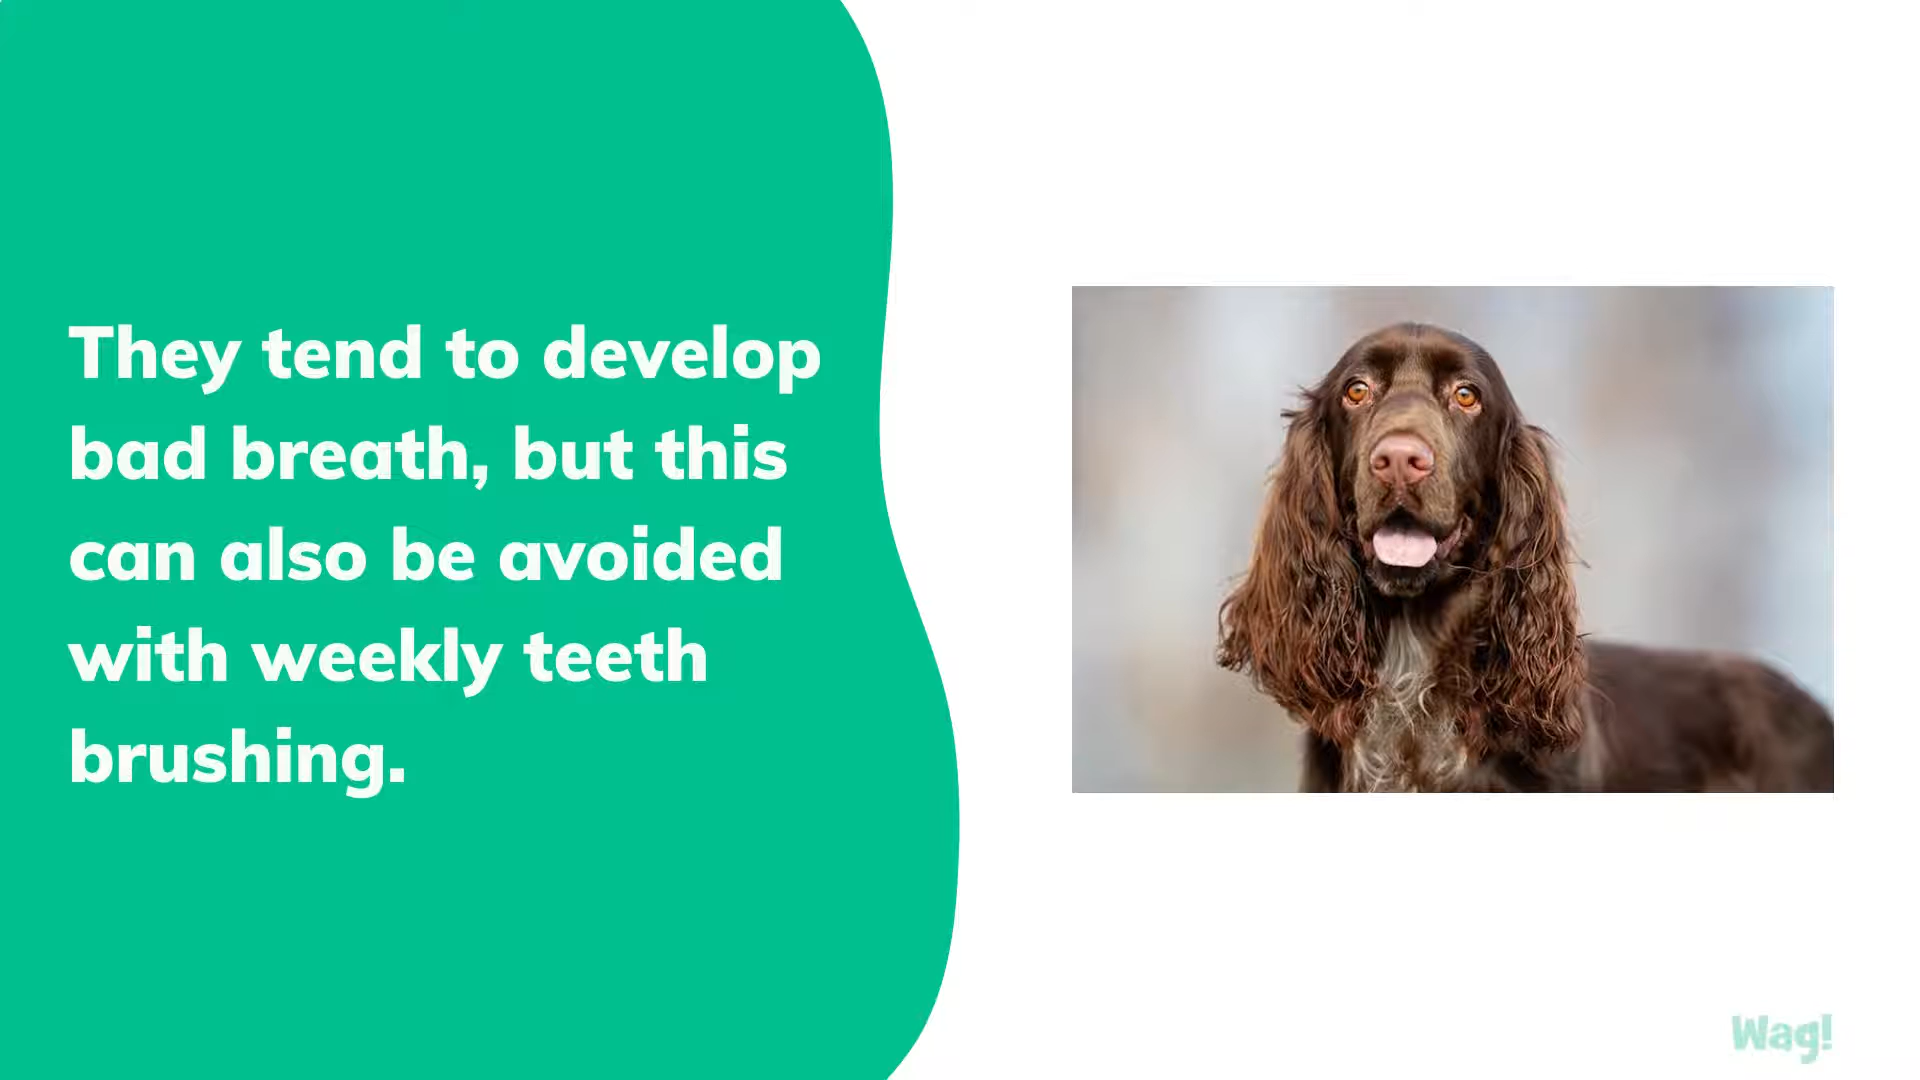 They tend to develop
bad breath, but this
can also be avoided
with weekly teeth
brushing.
Wag!